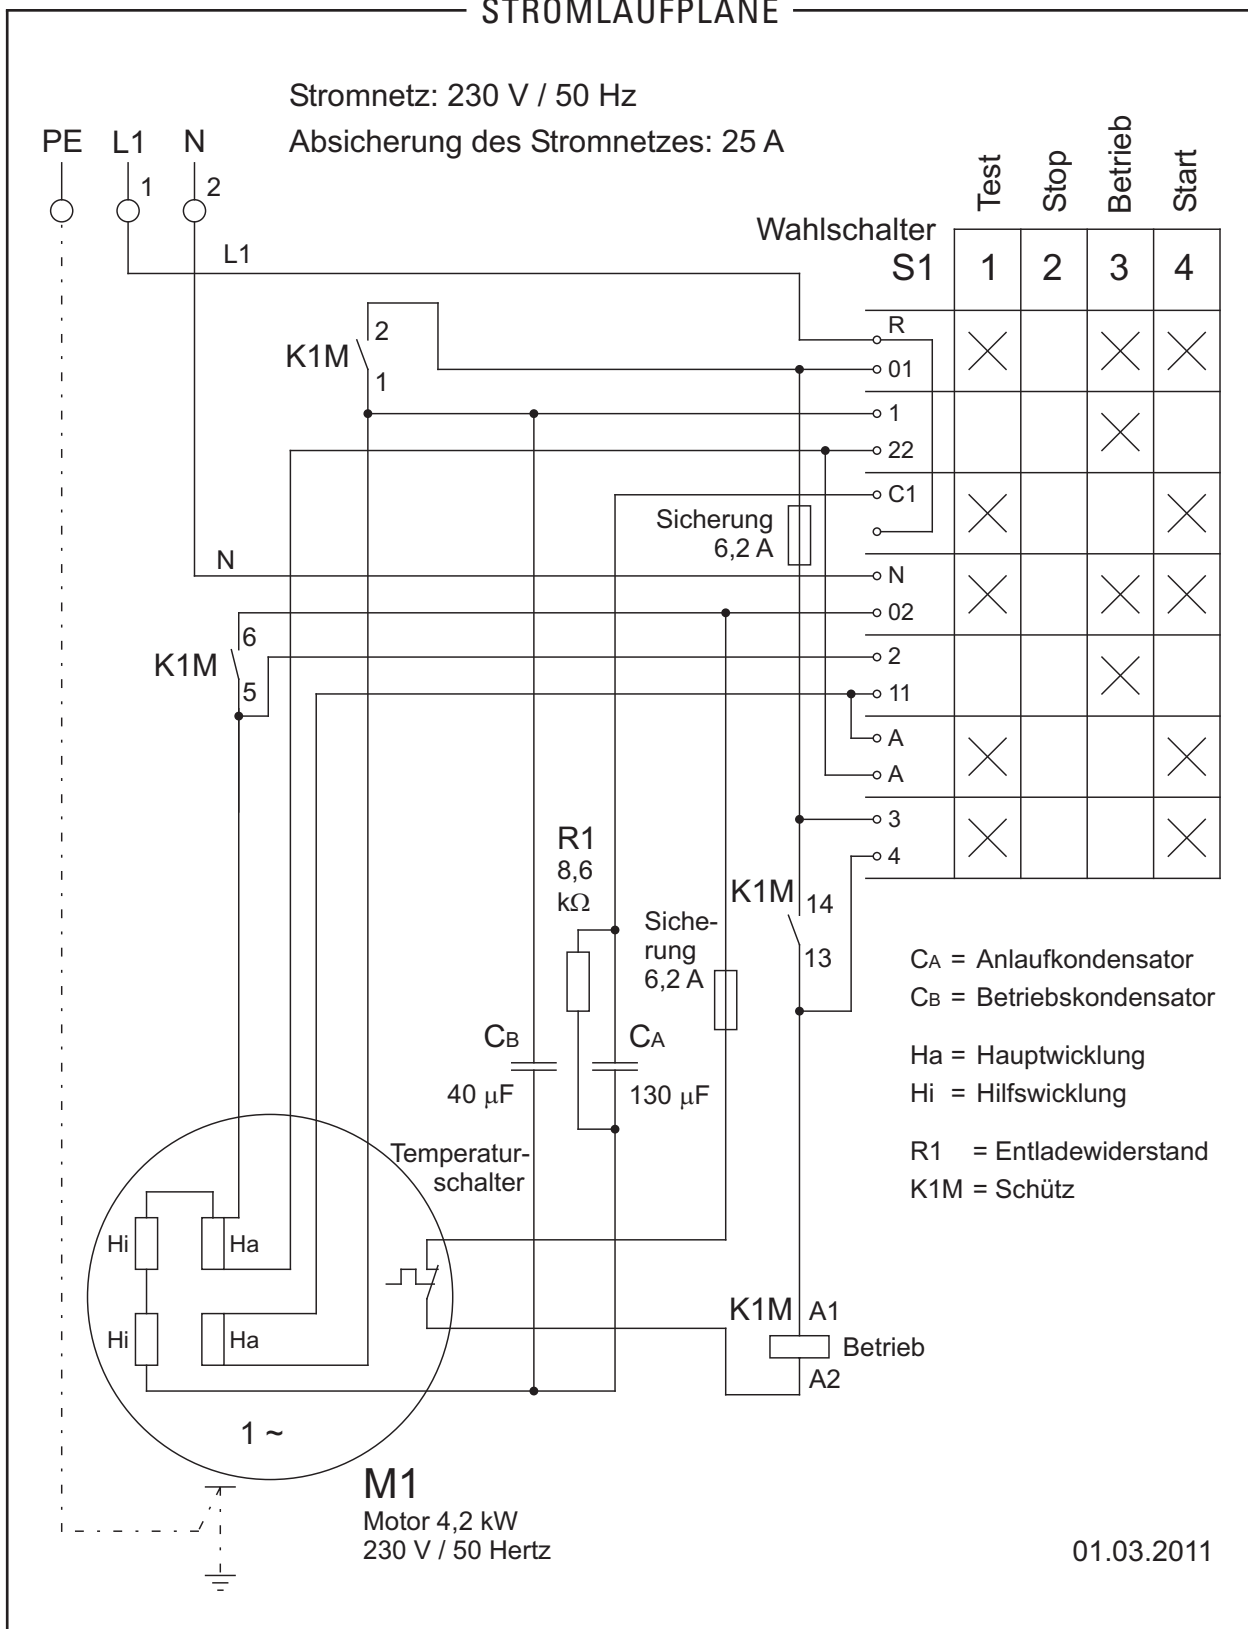 STROMLAUFPLÄNE
Stromnetz: 230 V / 50 Hz
Absicherung des Stromnetzes: 25 A
PE
L1
N
1
2
L1
Wahlschalter
S1
Test
Stop
Betrieb
Start
1
2
3
4
R
01
1
22
C1
N
02
2
11
A
A
3
4
K1M
2
1
Sicherung
6,2 A
N
K1M
6
5
R1
8,6
kΩ
Siche-
rung
6,2 A
K1M
14
13
CB
40 µF
CA
130 µF
CA = Anlaufkondensator
CB = Betriebskondensator
Ha = Hauptwicklung
Hi = Hilfswicklung
R1 = Entladewiderstand
K1M = Schütz
Temperatur-
schalter
Hi
Ha
Hi
Ha
K1M
A1
Betrieb
A2
1 ~
M1
Motor 4,2 kW
230 V / 50 Hertz
01.03.2011